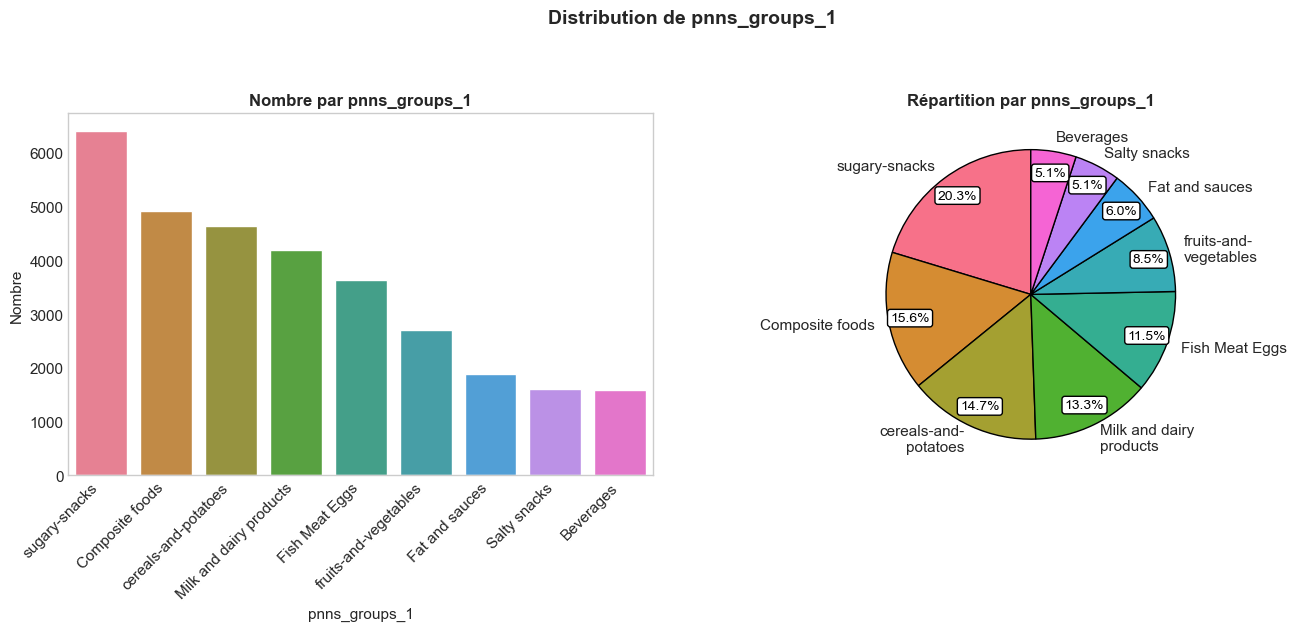 Distribution de pnns_groups_1
Nombre par pnns_groups_1
Nombre
6000
5000
4000
3000
2000
1000
0
sugary-snacks
Composite foods
cereals-and-potatoes
Milk and dairy products
Fish Meat Eggs
fruits-and-vegetables
Fat and sauces
Salty snacks
Beverages
pnns_groups_1
Répartition par pnns_groups_1
sugary-snacks
20.3%
Composite foods
15.6%
cereals-and-
potatoes
14.7%
Milk and dairy
products
13.3%
Fish Meat Eggs
11.5%
fruits-and-
vegetables
8.5%
Fat and sauces
6.0%
Salty snacks
5.1%
Beverages
5.1%